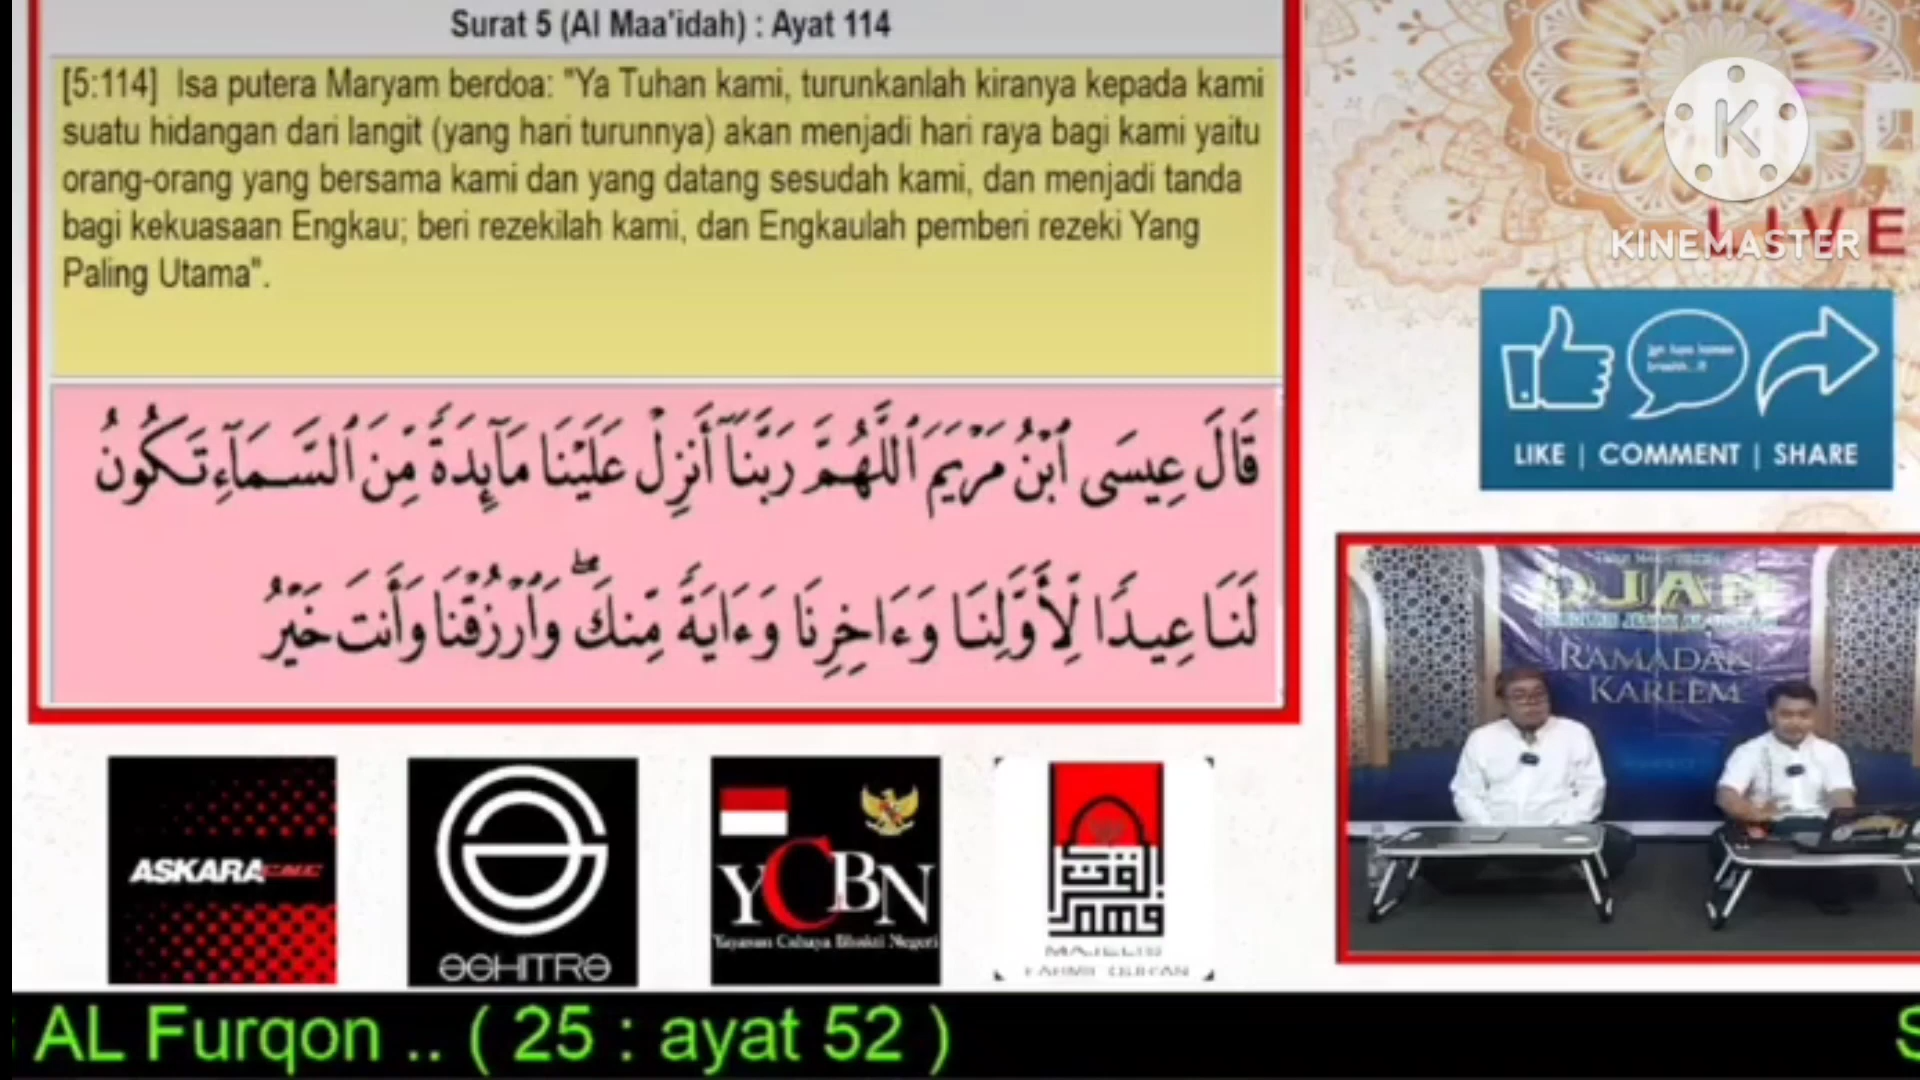 Surat 5 (Al Maa'idah) : Ayat 114
[5:114] Isa putera Maryam berdoa: "Ya Tuhan kami, turunkanlah kiranya kepada kami
suatu hidangan dari langit (yang hari turunnya) akan menjadi hari raya bagi kami yaitu
orang-orang yang bersama kami dan yang datang sesudah kami, dan menjadi tanda
bagi kekuasaan Engkau; beri rezekilah kami, dan Engkaulah pemberi rezeki Yang
Paling Utama".
قَالَ عِيسَى ٱبْنُ مَرْيَمَ ٱللَّهُمَّ رَبَّنَآ أَنزِلْ عَلَيْنَا مَآئِدَةً مِّنَ ٱلسَّمَآءِ تَكُونُ
لَنَا عِيدًا لِّأَوَّلِنَا وَءَاخِرِنَا وَءَايَةً مِّنكَ ۖ وَٱرْزُقْنَا وَأَنتَ خَيْرُ
K
LIVE
KINEMASTER
LIKE | COMMENT | SHARE
RAMADAN
KAREEM
ASKARA
YCBN
Yayasan Cahaya Bhakti Negeri
AL Furqon .. ( 25 : ayat 52 )